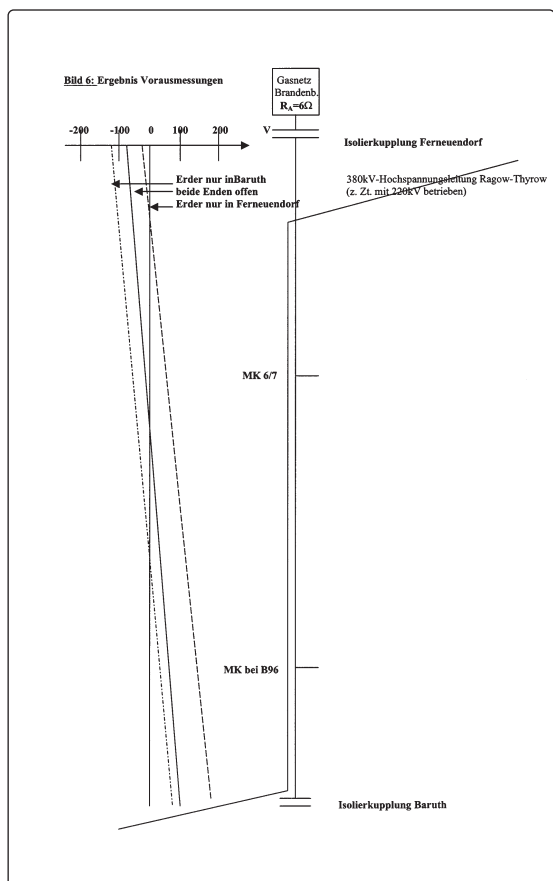 Bild 6: Ergebnis Vorausmessungen
Gasnetz
Brandenb.
RA=6Ω
-200 -100 0 100 200
V
Isolierkupplung Ferneuendorf
Erder nur inBaruth
beide Enden offen
Erder nur in Ferneuendorf
380kV-Hochspannungsleitung Ragow-Thyrow
(z. Zt. mit 220kV betrieben)
MK 6/7
MK bei B96
Isolierkupplung Baruth